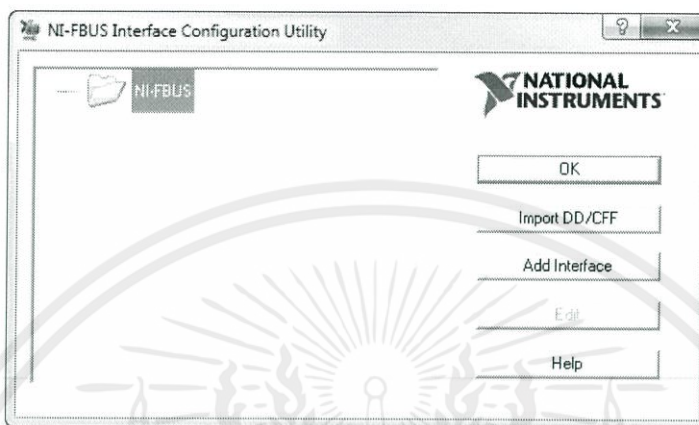 NI-FBUS Interface Configuration Utility
NI-FBUS
NATIONAL
INSTRUMENTS
OK
Import DD/CFF
Add Interface
Edit
Help